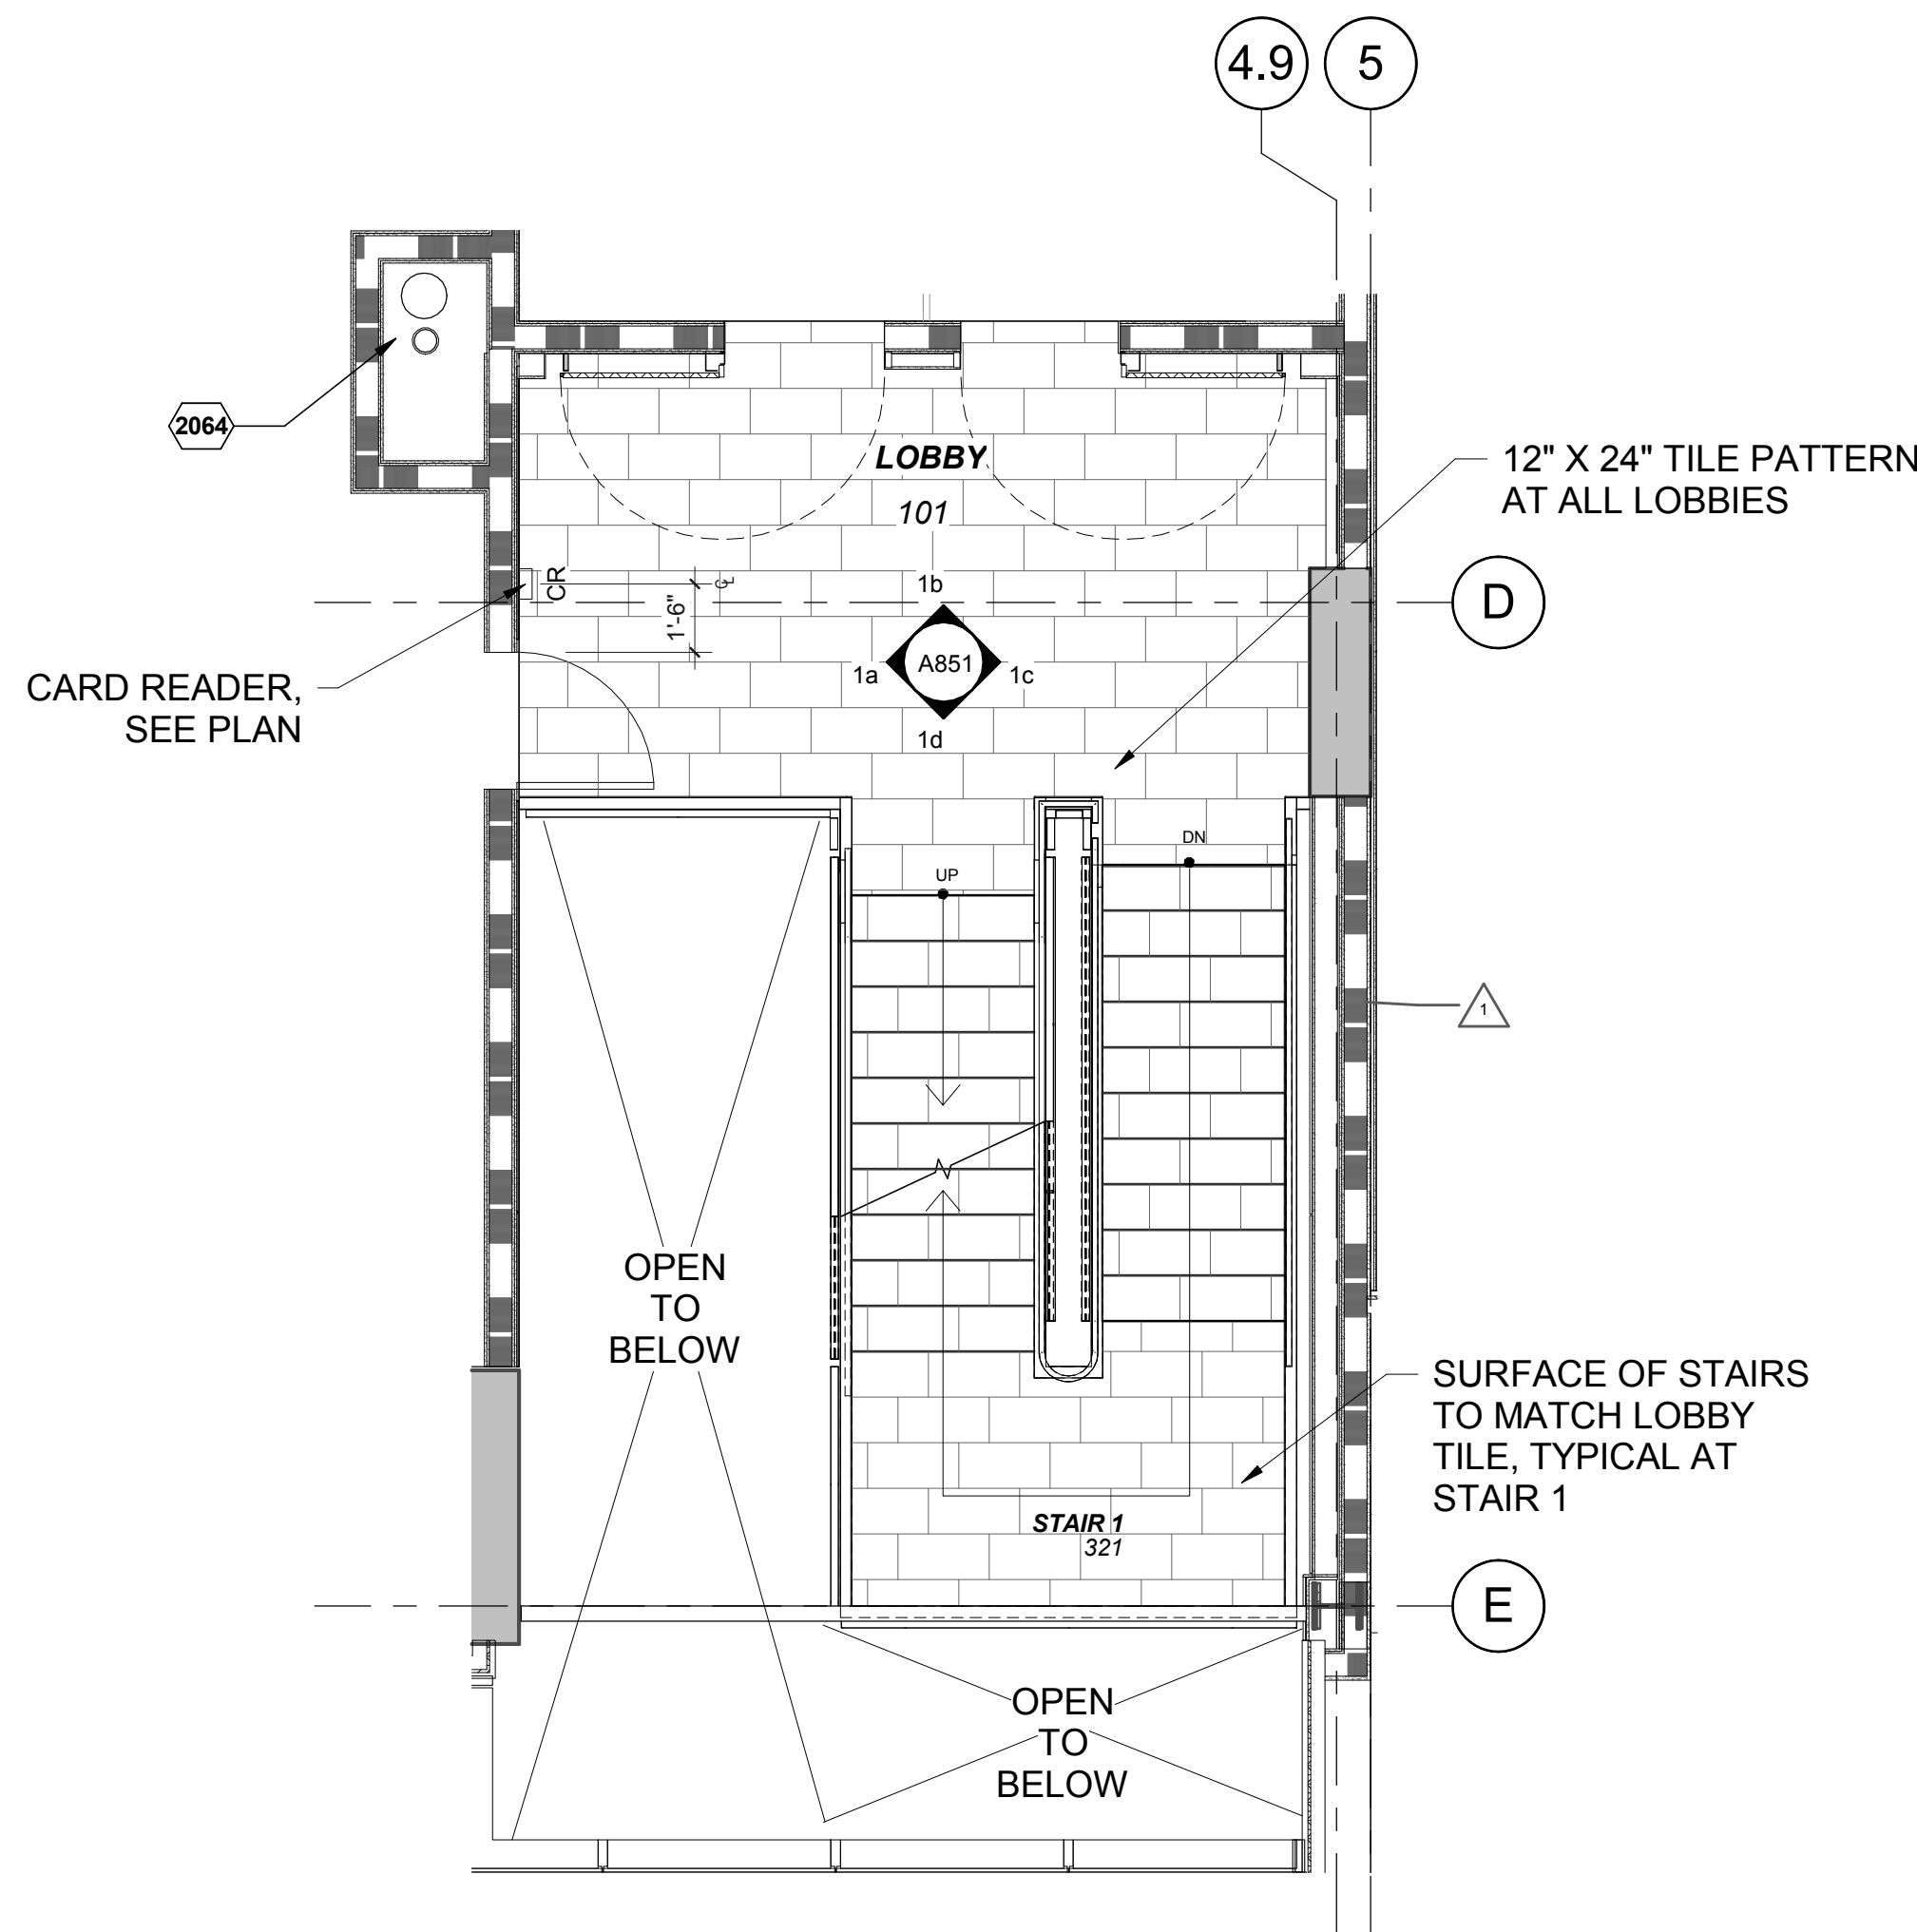 4.9
5
2064
LOBBY
101
12" X 24" TILE PATTERN
AT ALL LOBBIES
CR
1'-6"
CL
1b
D
1a
A851
1c
CARD READER,
SEE PLAN
1d
DN
UP
1
OPEN
TO
BELOW
SURFACE OF STAIRS
TO MATCH LOBBY
TILE, TYPICAL AT
STAIR 1
STAIR 1
321
E
OPEN
TO
BELOW